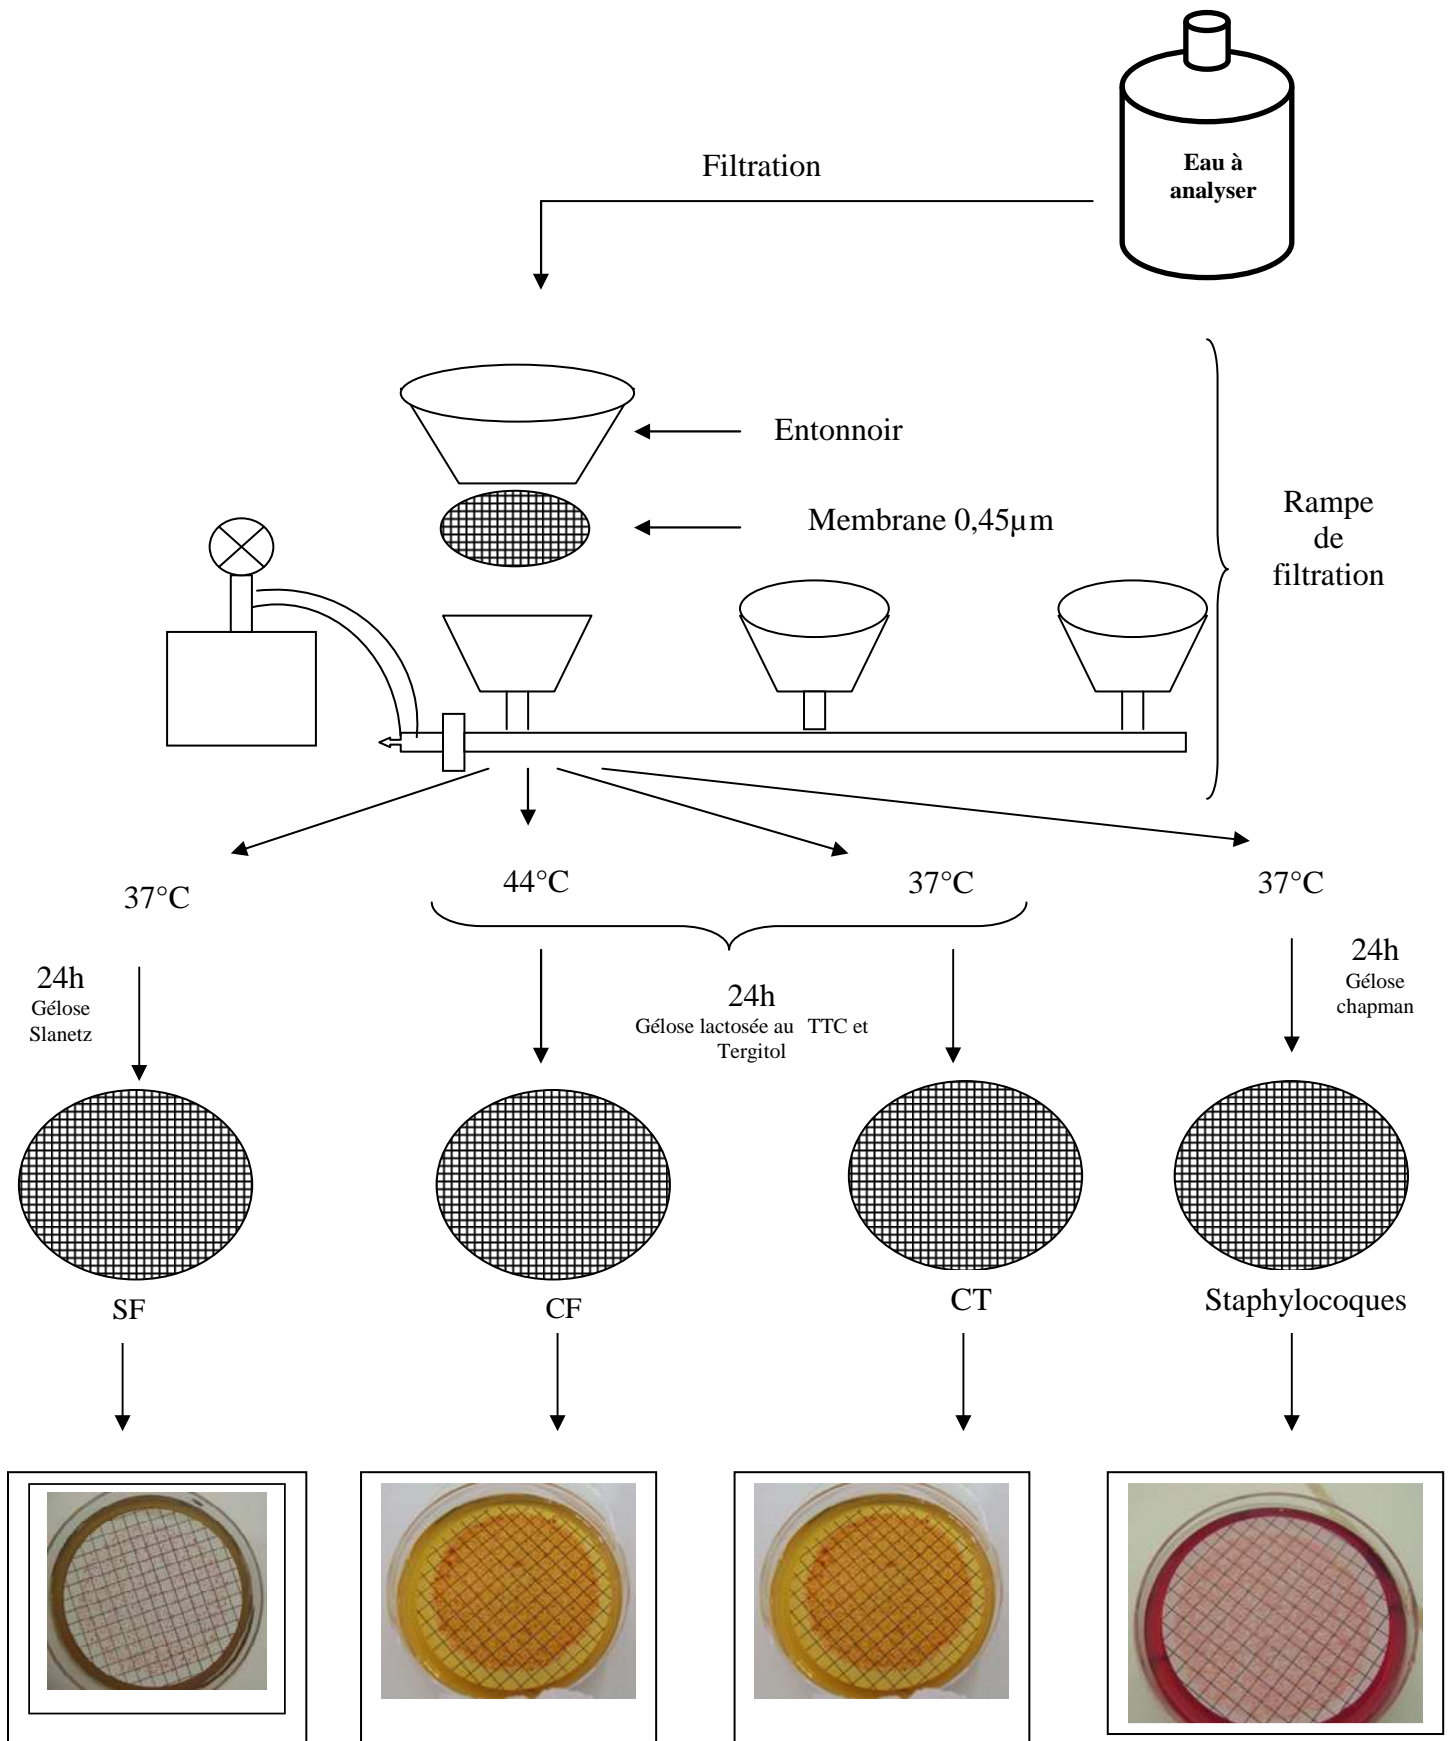 Eau à
analyser
Filtration
Entonnoir
Membrane 0,45µm
Rampe
de
filtration
37°C
44°C
37°C
37°C
24h
Gélose
Slanetz
24h
Gélose lactosée au TTC et
Tergitol
24h
Gélose
chapman
SF
CF
CT
Staphylocoques